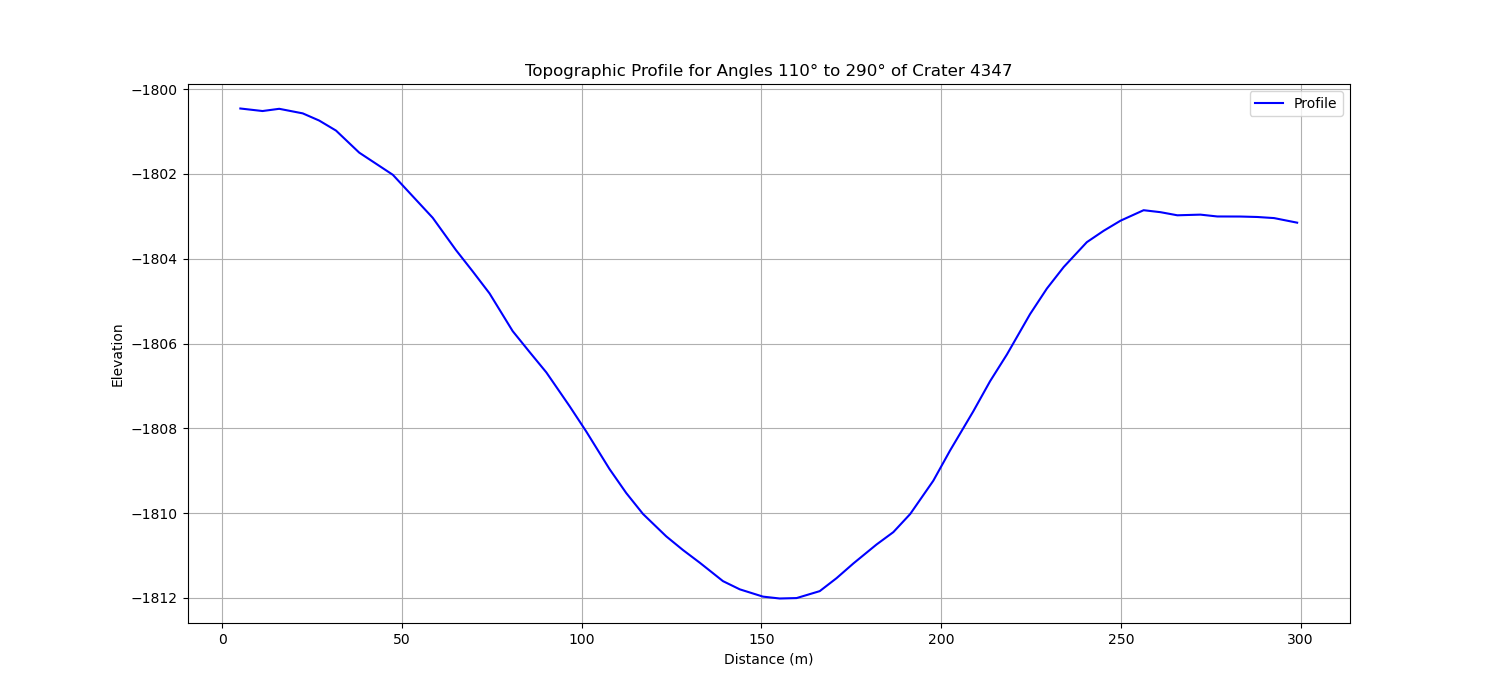 Topographic Profile for Angles 110° to 290° of Crater 4347
Profile
Elevation
−1800
−1802
−1804
−1806
−1808
−1810
−1812
0 50 100 150 200 250 300
Distance (m)